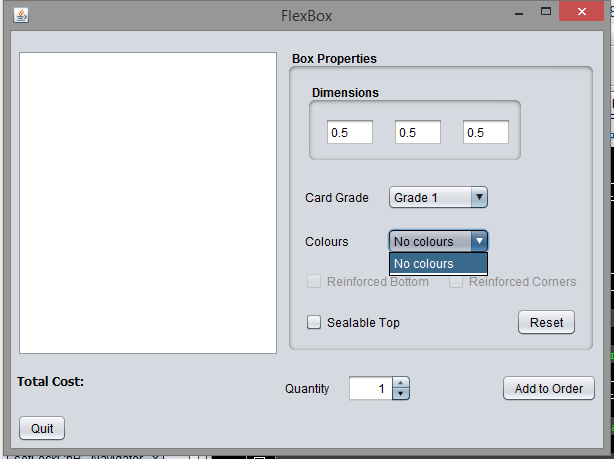 FlexBox
Box Properties
Dimensions
0.5 0.5 0.5
Card Grade Grade 1
Colours No colours
No colours
Reinforced Bottom Reinforced Corners
Sealable Top Reset
Total Cost: Quantity 1 Add to Order
Quit